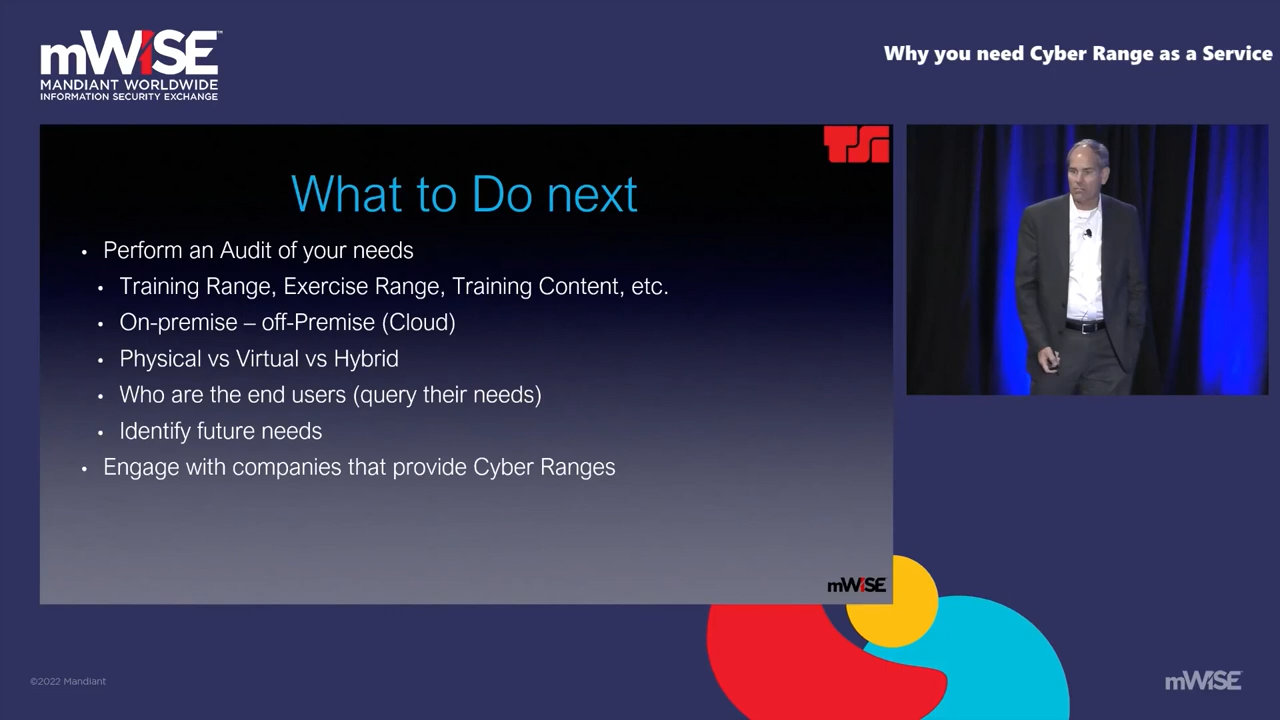 mWISE
MANDIANT WORLDWIDE
INFORMATION SECURITY EXCHANGE
Why you need Cyber Range as a Service
TSi
What to Do next
• Perform an Audit of your needs
• Training Range, Exercise Range, Training Content, etc.
• On-premise – off-Premise (Cloud)
• Physical vs Virtual vs Hybrid
• Who are the end users (query their needs)
• Identify future needs
• Engage with companies that provide Cyber Ranges
mWISE
©2022 Mandiant
mWISE